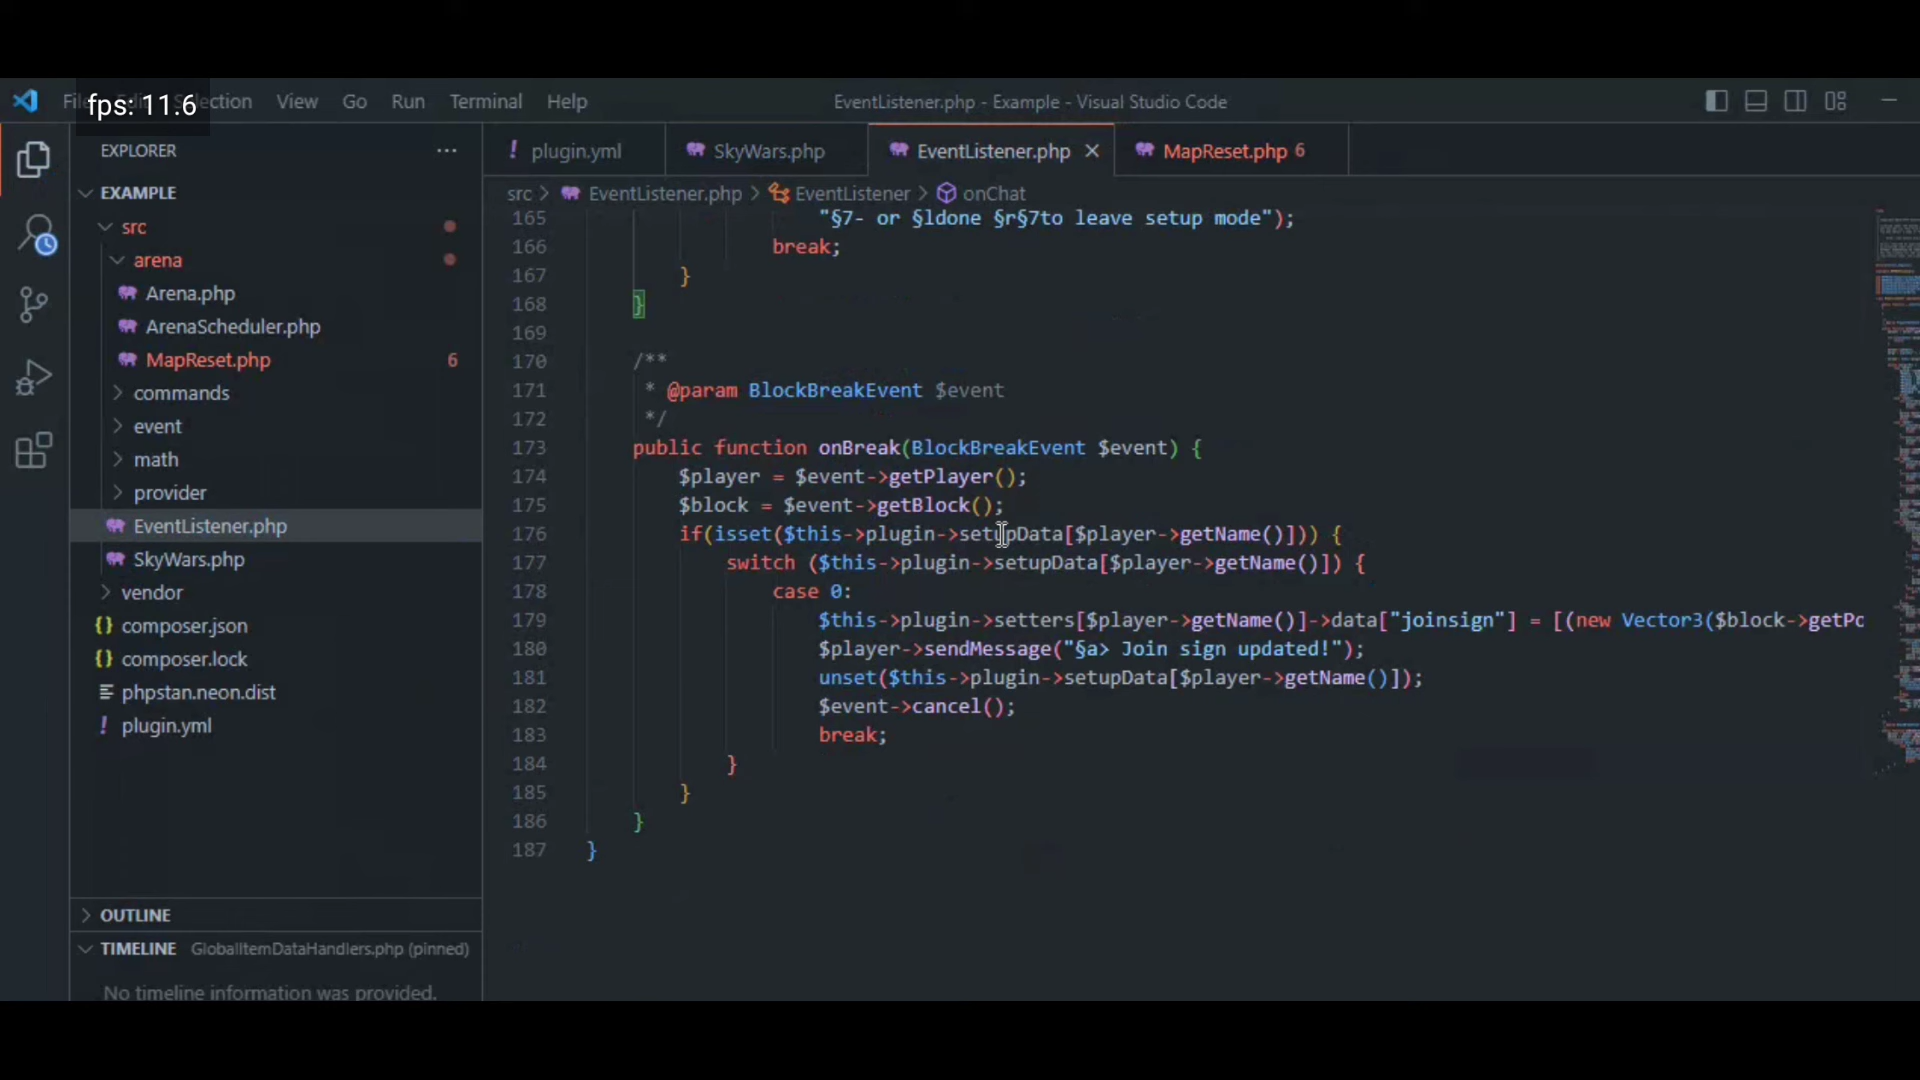 fps: 11.6
Selection View Go Run Terminal Help
EventListener.php - Example - Visual Studio Code
EXPLORER
EXAMPLE
src
arena
Arena.php
ArenaScheduler.php
MapReset.php 6
commands
event
math
provider
EventListener.php
SkyWars.php
vendor
{} composer.json
{} composer.lock
phpstan.neon.dist
! plugin.yml
OUTLINE
TIMELINE GlobalItemDataHandlers.php (pinned)
No timeline information was provided.
! plugin.yml
SkyWars.php
EventListener.php
MapReset.php 6
src > EventListener.php > EventListener > onChat
165 "§7- or §ldone §r§7to leave setup mode");
166 break;
167 }
168 }
169
170 /**
171 * @param BlockBreakEvent $event
172 */
173 public function onBreak(BlockBreakEvent $event) {
174 $player = $event->getPlayer();
175 $block = $event->getBlock();
176 if(isset($this->plugin->setupData[$player->getName()])) {
177 switch ($this->plugin->setupData[$player->getName()]) {
178 case 0:
179 $this->plugin->setters[$player->getName()]->data["joinsign"] = [(new Vector3($block->getPo
180 $player->sendMessage("§a> Join sign updated!");
181 unset($this->plugin->setupData[$player->getName()]);
182 $event->cancel();
183 break;
184 }
185 }
186 }
187 }